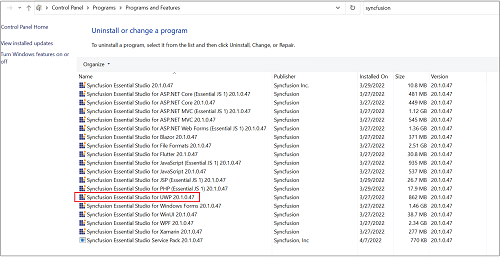 Control Panel > Programs > Programs and Features
syncfusion
Control Panel Home
View installed updates
Turn Windows features on or off
Uninstall or change a program
To uninstall a program, select it from the list and then click Uninstall, Change, or Repair.
Organize
Name Publisher Installed On Size Version
Syncfusion Essential Studio 20.1.0.47 Syncfusion Inc. 3/29/2022 10.8 MB 20.1.0.47
Syncfusion Essential Studio for ASP.NET Core (Essential JS 1) 20.1.0.47 Syncfusion 3/27/2022 481 MB 20.1.0.47
Syncfusion Essential Studio for ASP.NET Core 20.1.0.47 Syncfusion 3/27/2022 449 MB 20.1.0.47
Syncfusion Essential Studio for ASP.NET MVC (Essential JS 1) 20.1.0.47 Syncfusion 3/27/2022 1.12 GB 20.1.0.47
Syncfusion Essential Studio for ASP.NET MVC 20.1.0.47 Syncfusion 3/27/2022 545 MB 20.1.0.47
Syncfusion Essential Studio for ASP.NET Web Forms (Essential JS 1) 20.1.0.47 Syncfusion 3/27/2022 1.36 GB 20.1.0.47
Syncfusion Essential Studio for Blazor 20.1.0.47 Syncfusion 3/27/2022 371 MB 20.1.0.47
Syncfusion Essential Studio for File Formats 20.1.0.47 Syncfusion 3/27/2022 2.51 GB 20.1.0.47
Syncfusion Essential Studio for Flutter 20.1.0.47 Syncfusion 3/27/2022 30.8 MB 20.1.0.47
Syncfusion Essential Studio for JavaScript (Essential JS 1) 20.1.0.47 Syncfusion 3/27/2022 935 MB 20.1.0.47
Syncfusion Essential Studio for JavaScript 20.1.0.47 Syncfusion 3/27/2022 537 MB 20.1.0.47
Syncfusion Essential Studio for JSP (Essential JS 1) 20.1.0.47 Syncfusion 3/29/2022 26.7 MB 20.1.0.47
Syncfusion Essential Studio for PHP (Essential JS 1) 20.1.0.47 Syncfusion 3/29/2022 17.9 MB 20.1.0.47
Syncfusion Essential Studio for UWP 20.1.0.47 Syncfusion 3/27/2022 862 MB 20.1.0.47
Syncfusion Essential Studio for Windows Forms 20.1.0.47 Syncfusion 3/27/2022 1.46 GB 20.1.0.47
Syncfusion Essential Studio for WinUI 20.1.0.47 Syncfusion 3/27/2022 38.7 MB 20.1.0.47
Syncfusion Essential Studio for WPF 20.1.0.47 Syncfusion 3/27/2022 2.34 GB 20.1.0.47
Syncfusion Essential Studio for Xamarin 20.1.0.47 Syncfusion 3/27/2022 277 MB 20.1.0.47
Syncfusion Essential Studio Service Pack 20.1.0.47 Syncfusion, Inc 4/7/2022 770 KB 20.1.0.47